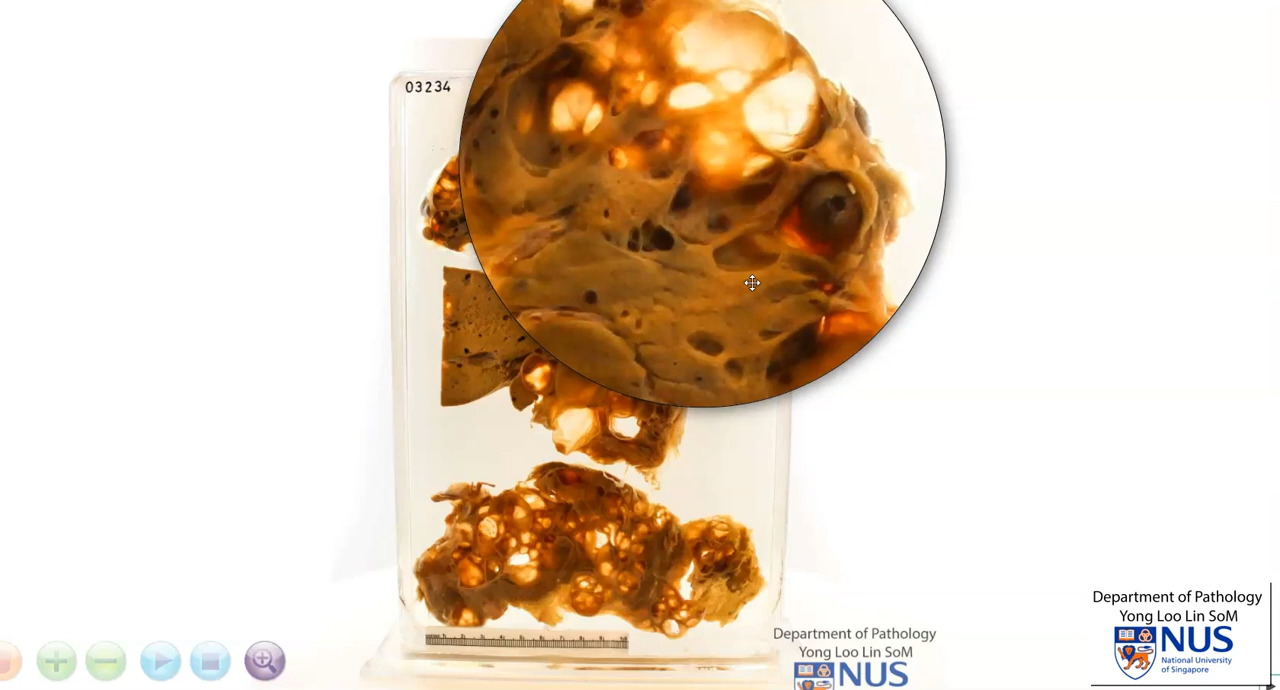 03234
Department of Pathology
Yong Loo Lin SoM
NUS
Department of Pathology
Yong Loo Lin SoM
NUS
National University
of Singapore